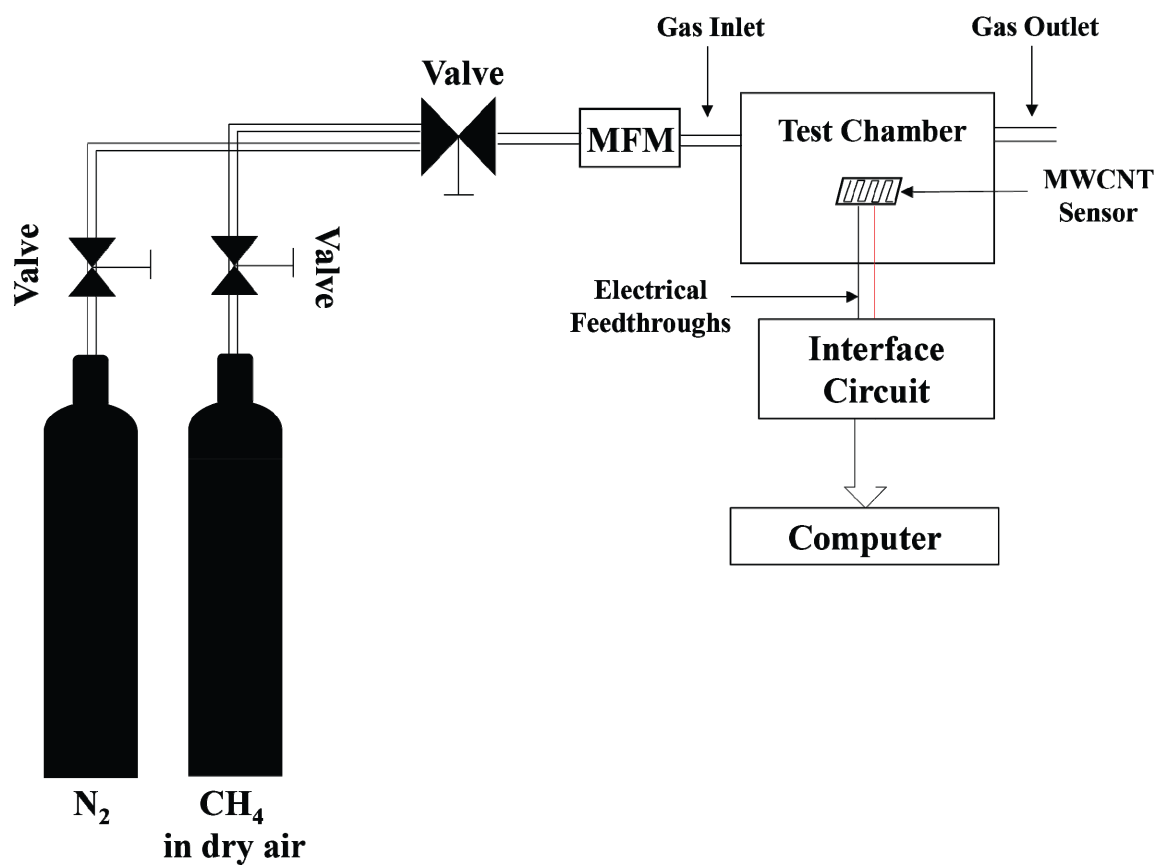 Gas Inlet
Gas Outlet
Valve
MFM
Test Chamber
MWCNT
Sensor
Valve
Valve
Electrical
Feedthroughs
Interface
Circuit
Computer
N₂
CH₄
in dry air